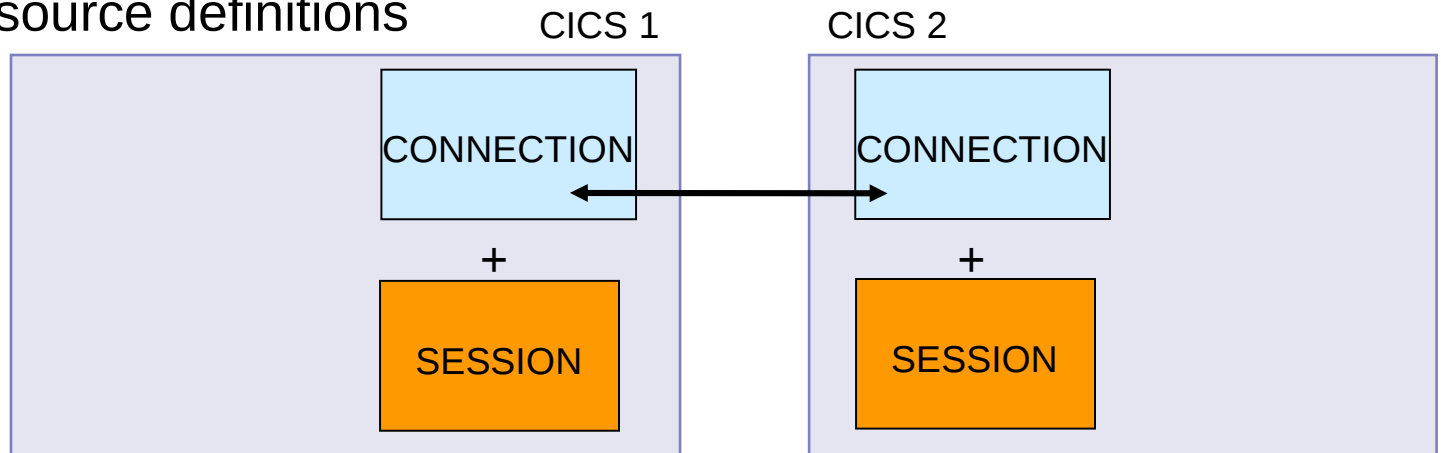 source definitions
CICS 1
CICS 2
CONNECTION
CONNECTION
+
+
SESSION
SESSION